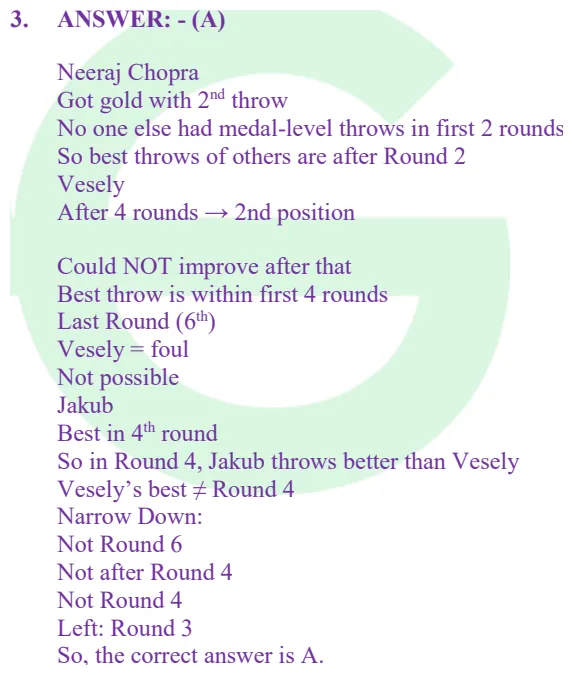 3. ANSWER: - (A)
Neeraj Chopra
Got gold with 2nd throw
No one else had medal-level throws in first 2 rounds
So best throws of others are after Round 2
Vesely
After 4 rounds → 2nd position
Could NOT improve after that
Best throw is within first 4 rounds
Last Round (6th)
Vesely = foul
Not possible
Jakub
Best in 4th round
So in Round 4, Jakub throws better than Vesely
Vesely’s best ≠ Round 4
Narrow Down:
Not Round 6
Not after Round 4
Not Round 4
Left: Round 3
So, the correct answer is A.